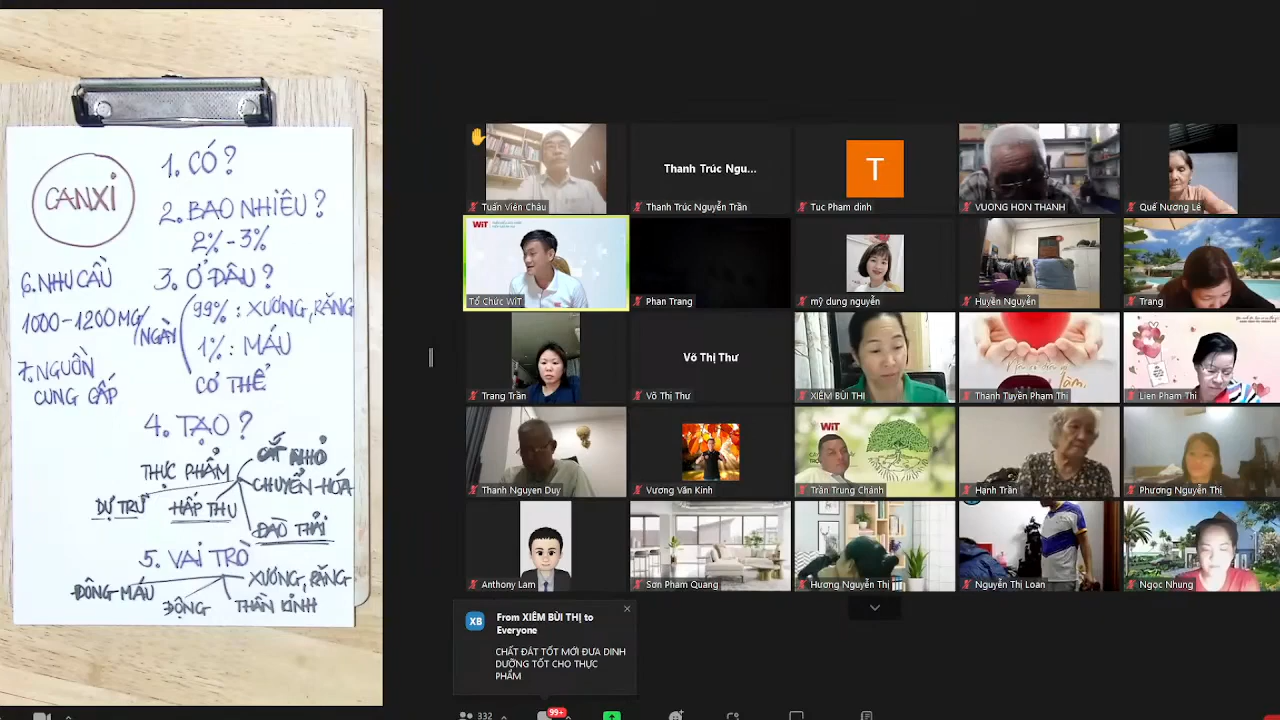 CANXI
1. CÓ?
2. BAO NHIÊU?
2% - 3%
3. Ở ĐÂU?
99% : XƯƠNG, RĂNG
1% : MÁU
CƠ THỂ
6. NHU CẦU
1000 - 1200 MG/NGÀY
7. NGUỒN
CUNG CẤP
4. TẠO?
THỰC PHẨM
CẮT NHỎ
CHUYỂN HÓA
DỰ TRỮ
HẤP THU
ĐÀO THẢI
5. VAI TRÒ
ĐÔNG MÁU
XƯƠNG, RĂNG
ĐỘNG
THẦN KINH
Tuấn Viên Châu
Thanh Trúc Ngu...
Thanh Trúc Nguyễn Trần
T
Tuc Pham dinh
VUONG HON THANH
Quế Nương Lê
WiT
Tổ Chức WiT
Phan Trang
mỹ dung nguyễn
Huyền Nguyễn
Trang
Trang Trần
Võ Thị Thư
Võ Thị Thư
XIÊM BÙI THỊ
làm.
Thanh Tuyền Phạm Thị
Lien Pham Thi
Thanh Nguyen Duy
Vương Văn Kinh
WiT
Trần Trung Chánh
Hạnh Trần
Phương Nguyễn Thị
Anthony Lam
Sơn Pham Quang
Hương Nguyễn Thị
Nguyễn Thị Loan
Ngọc Nhung
XB
From XIÊM BÙI THỊ to
Everyone
CHẤT ĐẤT TỐT MỚI ĐƯA DINH
DƯỠNG TỐT CHO THỰC
PHẨM
332
99+